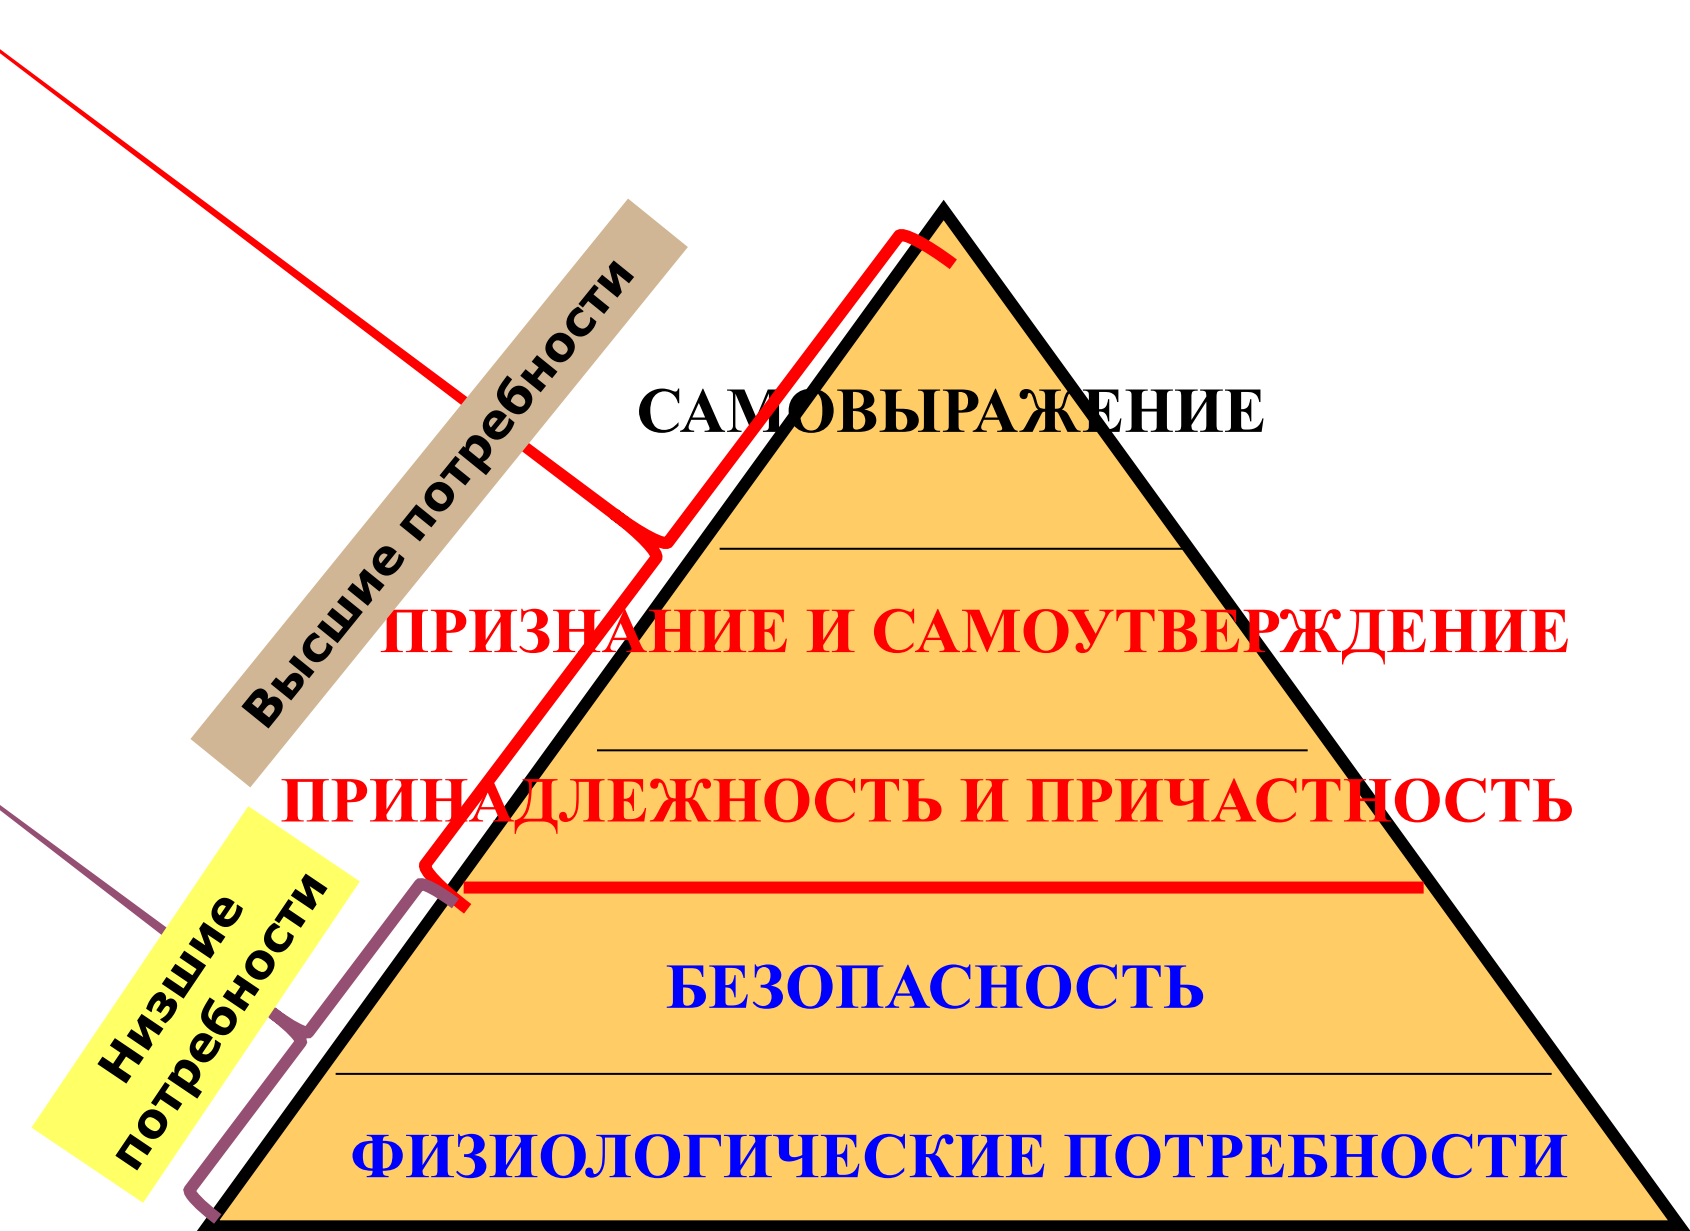 Высшие потребности
САМОВЫРАЖЕНИЕ
ПРИЗНАНИЕ И САМОУТВЕРЖДЕНИЕ
ПРИНАДЛЕЖНОСТЬ И ПРИЧАСТНОСТЬ
Низшие
потребности
БЕЗОПАСНОСТЬ
ФИЗИОЛОГИЧЕСКИЕ ПОТРЕБНОСТИ